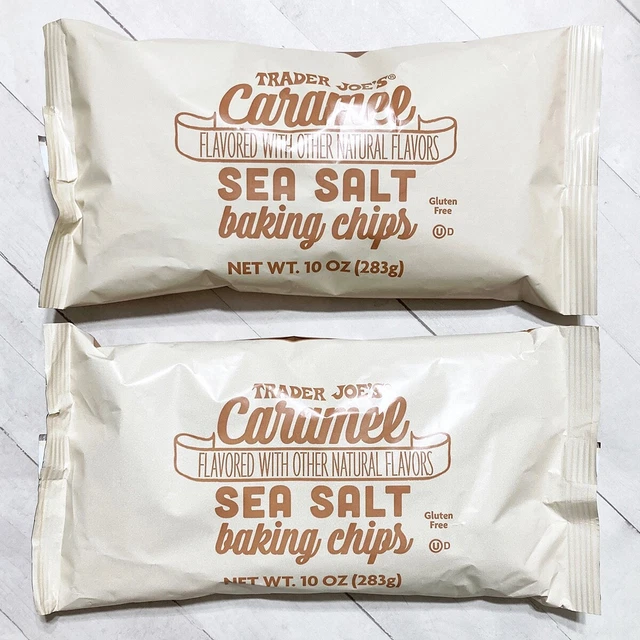 TRADER JOE'S®
Caramel
FLAVORED WITH OTHER NATURAL FLAVORS
SEA SALT
baking chips
Gluten
Free
U D
NET WT. 10 OZ (283g)
TRADER JOE'S
Caramel
FLAVORED WITH OTHER NATURAL FLAVORS
SEA SALT
baking chips
Gluten
Free
U D
NET WT. 10 OZ (283g)